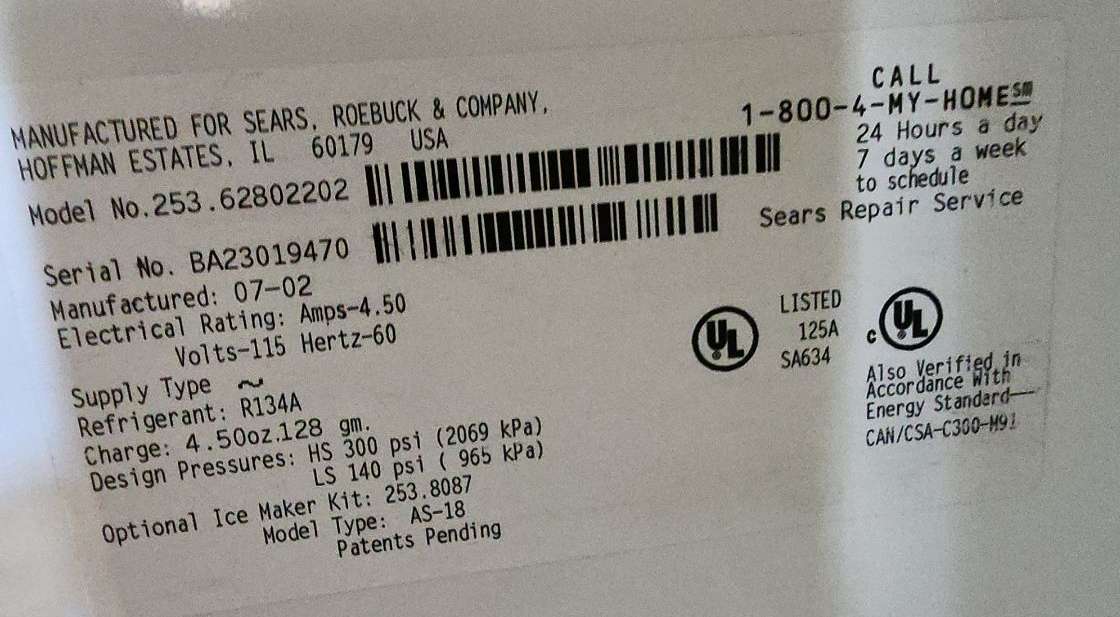 MANUFACTURED FOR SEARS, ROEBUCK & COMPANY,
HOFFMAN ESTATES, IL 60179 USA
Model No.253.62802202
Serial No. BA23019470
Manufactured: 07-02
Electrical Rating: Amps-4.50
Volts-115 Hertz-60
Supply Type ~
Refrigerant: R134A
Charge: 4.50oz.128 gm.
Design Pressures: HS 300 psi (2069 kPa)
LS 140 psi ( 965 kPa)
Optional Ice Maker Kit: 253.8087
Model Type: AS-18
Patents Pending
CALL
1-800-4-MY-HOME℠
24 Hours a day
7 days a week
to schedule
Sears Repair Service
UL
LISTED
125A
SA634
c UL
Also Verified in
Accordance With
Energy Standard—
CAN/CSA-C300-M91